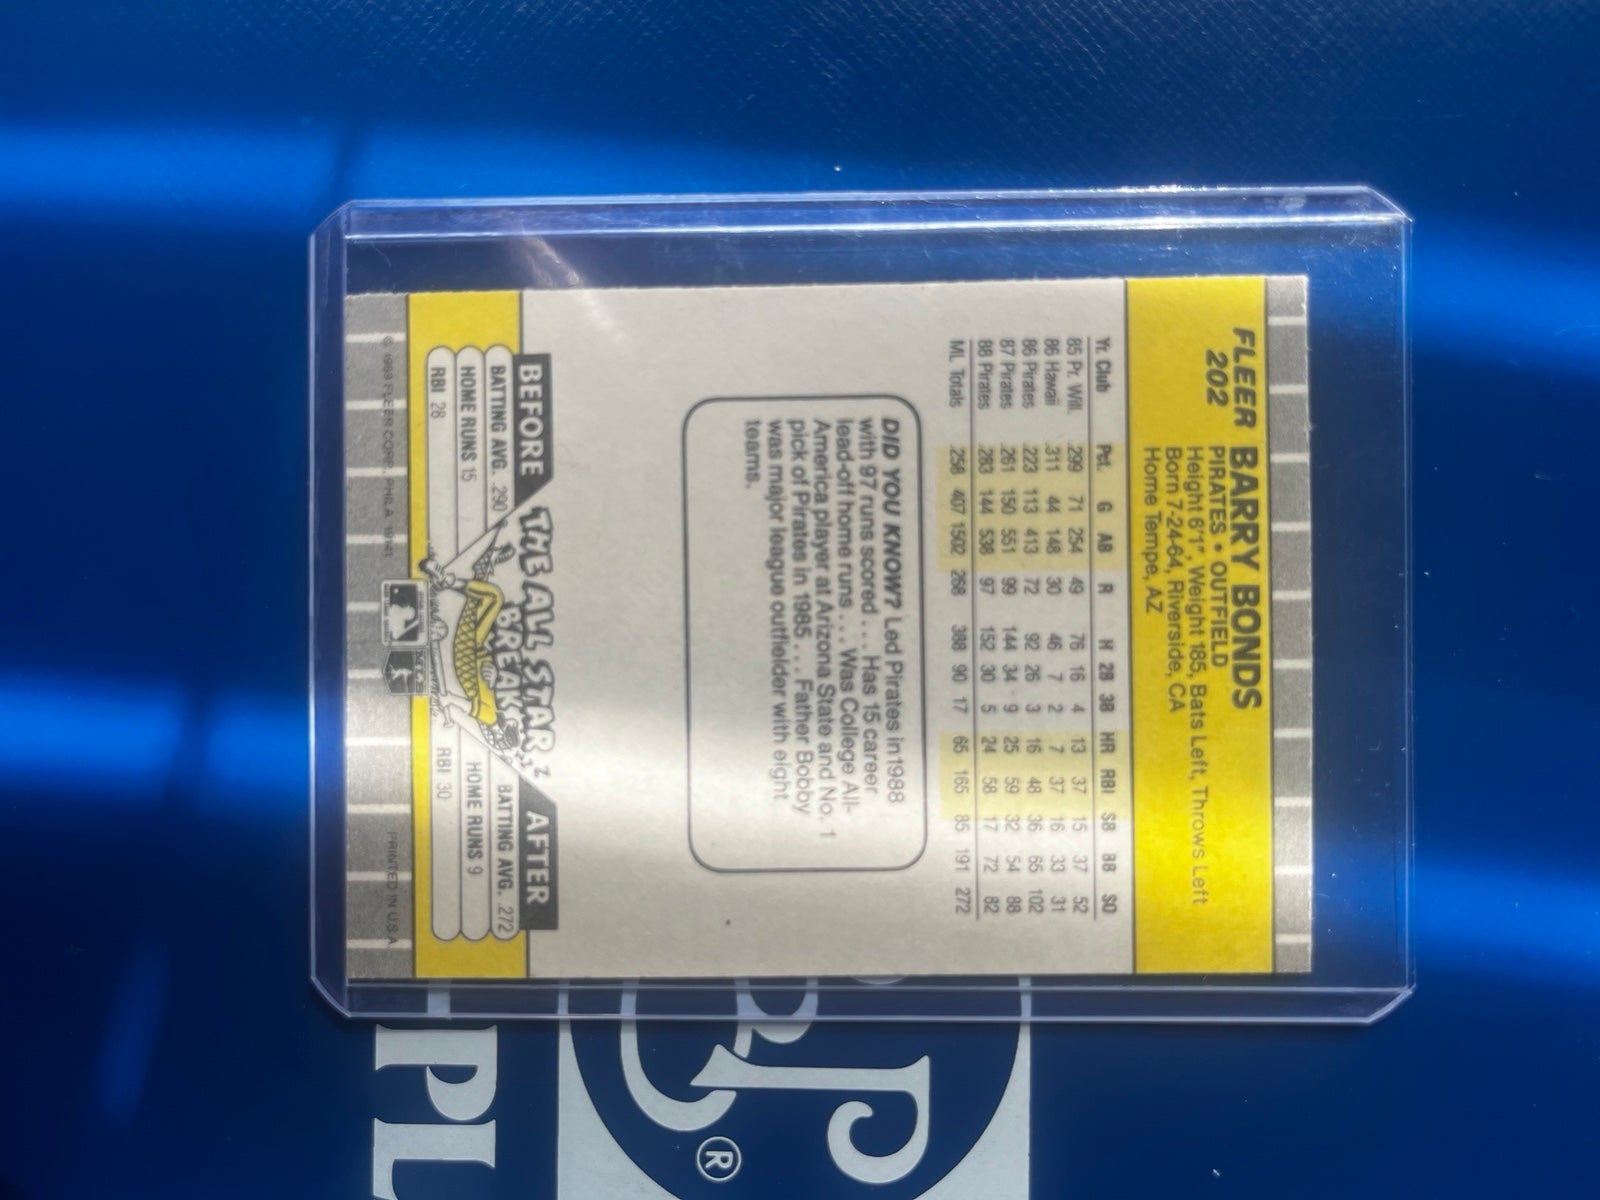 FLEER BARRY BONDS
202
PIRATES • OUTFIELD
Height 6'1", Weight 185, Bats Left, Throws Left
Born 7-24-64, Riverside, CA
Home Tempe, AZ
Yr. Club Pct. G AB R H 2B 3B HR RBI SB BB SO
85 Pr. Will. .299 71 254 49 76 16 4 13 37 15 37 52
86 Hawaii .311 44 148 30 46 7 2 7 37 16 33 31
86 Pirates .223 113 413 72 92 26 3 16 48 36 65 102
87 Pirates .261 150 551 99 144 34 9 25 59 32 54 88
88 Pirates .283 144 538 97 152 30 5 24 58 17 72 82
ML Totals .258 407 1502 268 388 90 17 65 165 85 191 272
DID YOU KNOW? Led Pirates in 1988
with 97 runs scored . . . Has 15 career
lead-off home runs . . . Was College All-
America player at Arizona State and No. 1
pick of Pirates in 1985 . . . Father Bobby
was major league outfielder with eight
teams.
BEFORE
THE ALL STAR
BREAK
AFTER
BATTING AVG. .290
HOME RUNS 15
RBI 28
BATTING AVG. .272
HOME RUNS 9
RBI 30
© 1989 FLEER CORP., PHILA. 19141
PRINTED IN U.S.A.
®
PL